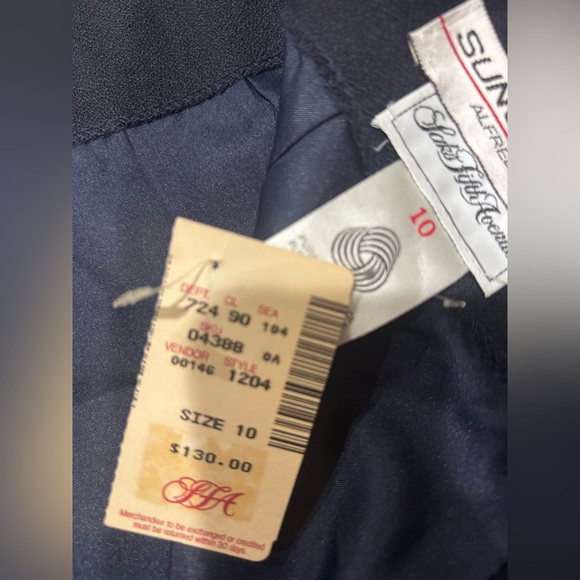 SUN
ALFRE
Saks Fifth Avenue
10
DEPT. CL SEA
724 90 104
SKU
04388 0A
VENDOR STYLE
00146 1204
SIZE 10
$130.00
SFA
Merchandise to be exchanged or credited
must be returned within 30 days.